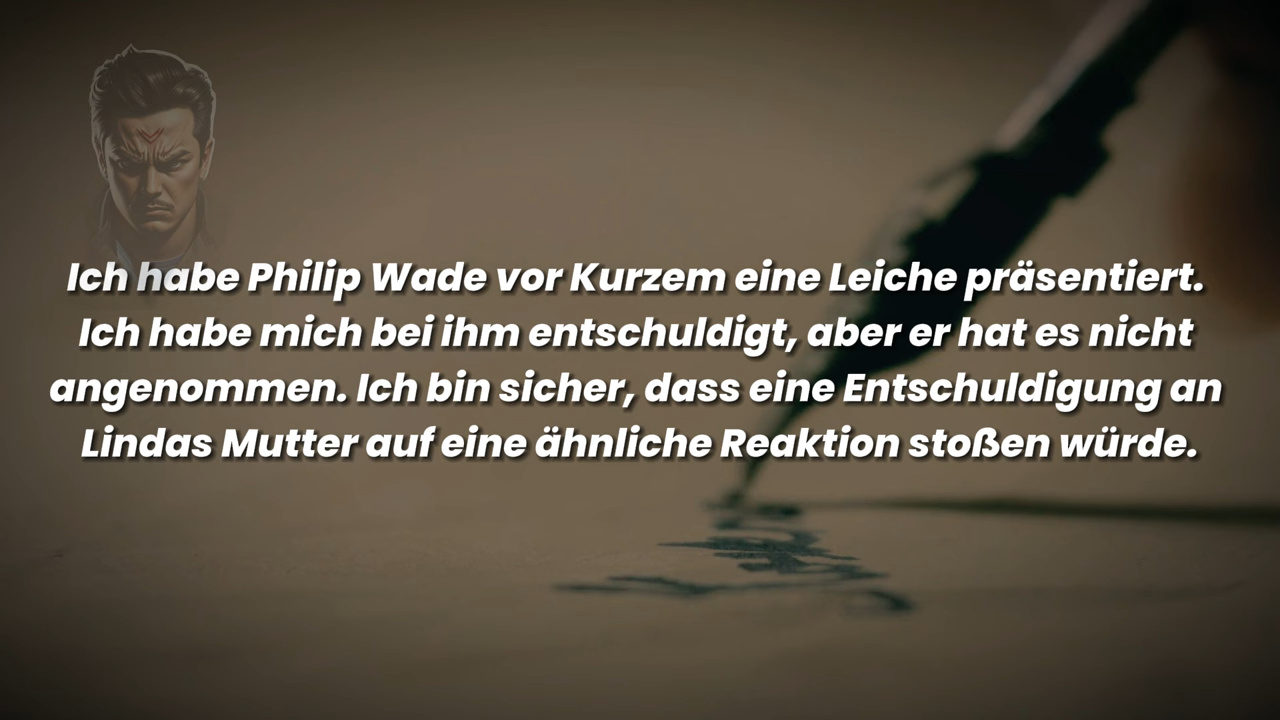 Ich habe Philip Wade vor Kurzem eine Leiche präsentiert.
Ich habe mich bei ihm entschuldigt, aber er hat es nicht
angenommen. Ich bin sicher, dass eine Entschuldigung an
Lindas Mutter auf eine ähnliche Reaktion stoßen würde.